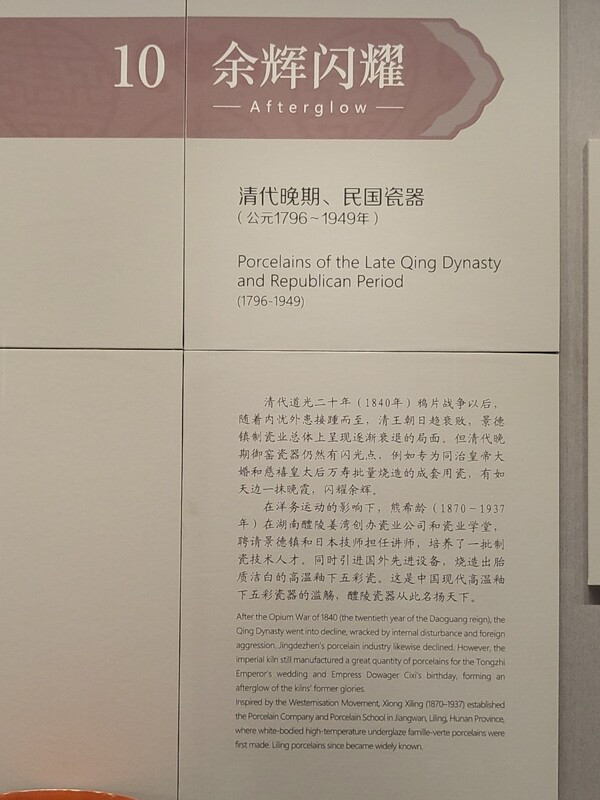 10 余辉闪耀
Afterglow
清代晚期、民国瓷器
（公元1796～1949年）
Porcelains of the Late Qing Dynasty
and Republican Period
(1796-1949)
清代道光二十年（1840年）鸦片战争以后，
随着内忧外患接踵而至，清王朝日趋衰败，景德
镇制瓷业总体上呈现逐渐衰退的局面。但清代晚
期御窑瓷器仍然有闪光点，例如专为同治皇帝大
婚和慈禧皇太后万寿批量烧造的成套用瓷，有如
天边一抹晚霞，闪耀余辉。
在洋务运动的影响下，熊希龄（1870～1937
年）在湖南醴陵姜湾创办瓷业公司和瓷业学堂，
聘请景德镇和日本技师担任讲师，培养了一批制
瓷技术人才。同时引进国外先进设备，烧造出胎
质洁白的高温釉下五彩瓷。这是中国现代高温釉
下五彩瓷器的滥觞，醴陵瓷器从此名扬天下。
After the Opium War of 1840 (the twentieth year of the Daoguang reign), the
Qing Dynasty went into decline, wracked by internal disturbance and foreign
aggression. Jingdezhen's porcelain industry likewise declined. However, the
imperial kiln still manufactured a great quantity of porcelains for the Tongzhi
Emperor's wedding and Empress Dowager Cixi's birthday, forming an
afterglow of the kilns' former glories.
Inspired by the Westernisation Movement, Xiong Xiling (1870–1937) established
the Porcelain Company and Porcelain School in Jiangwan, Liling, Hunan Province,
where white-bodied high-temperature underglaze famille-verte porcelains were
first made. Liling porcelains since became widely known.